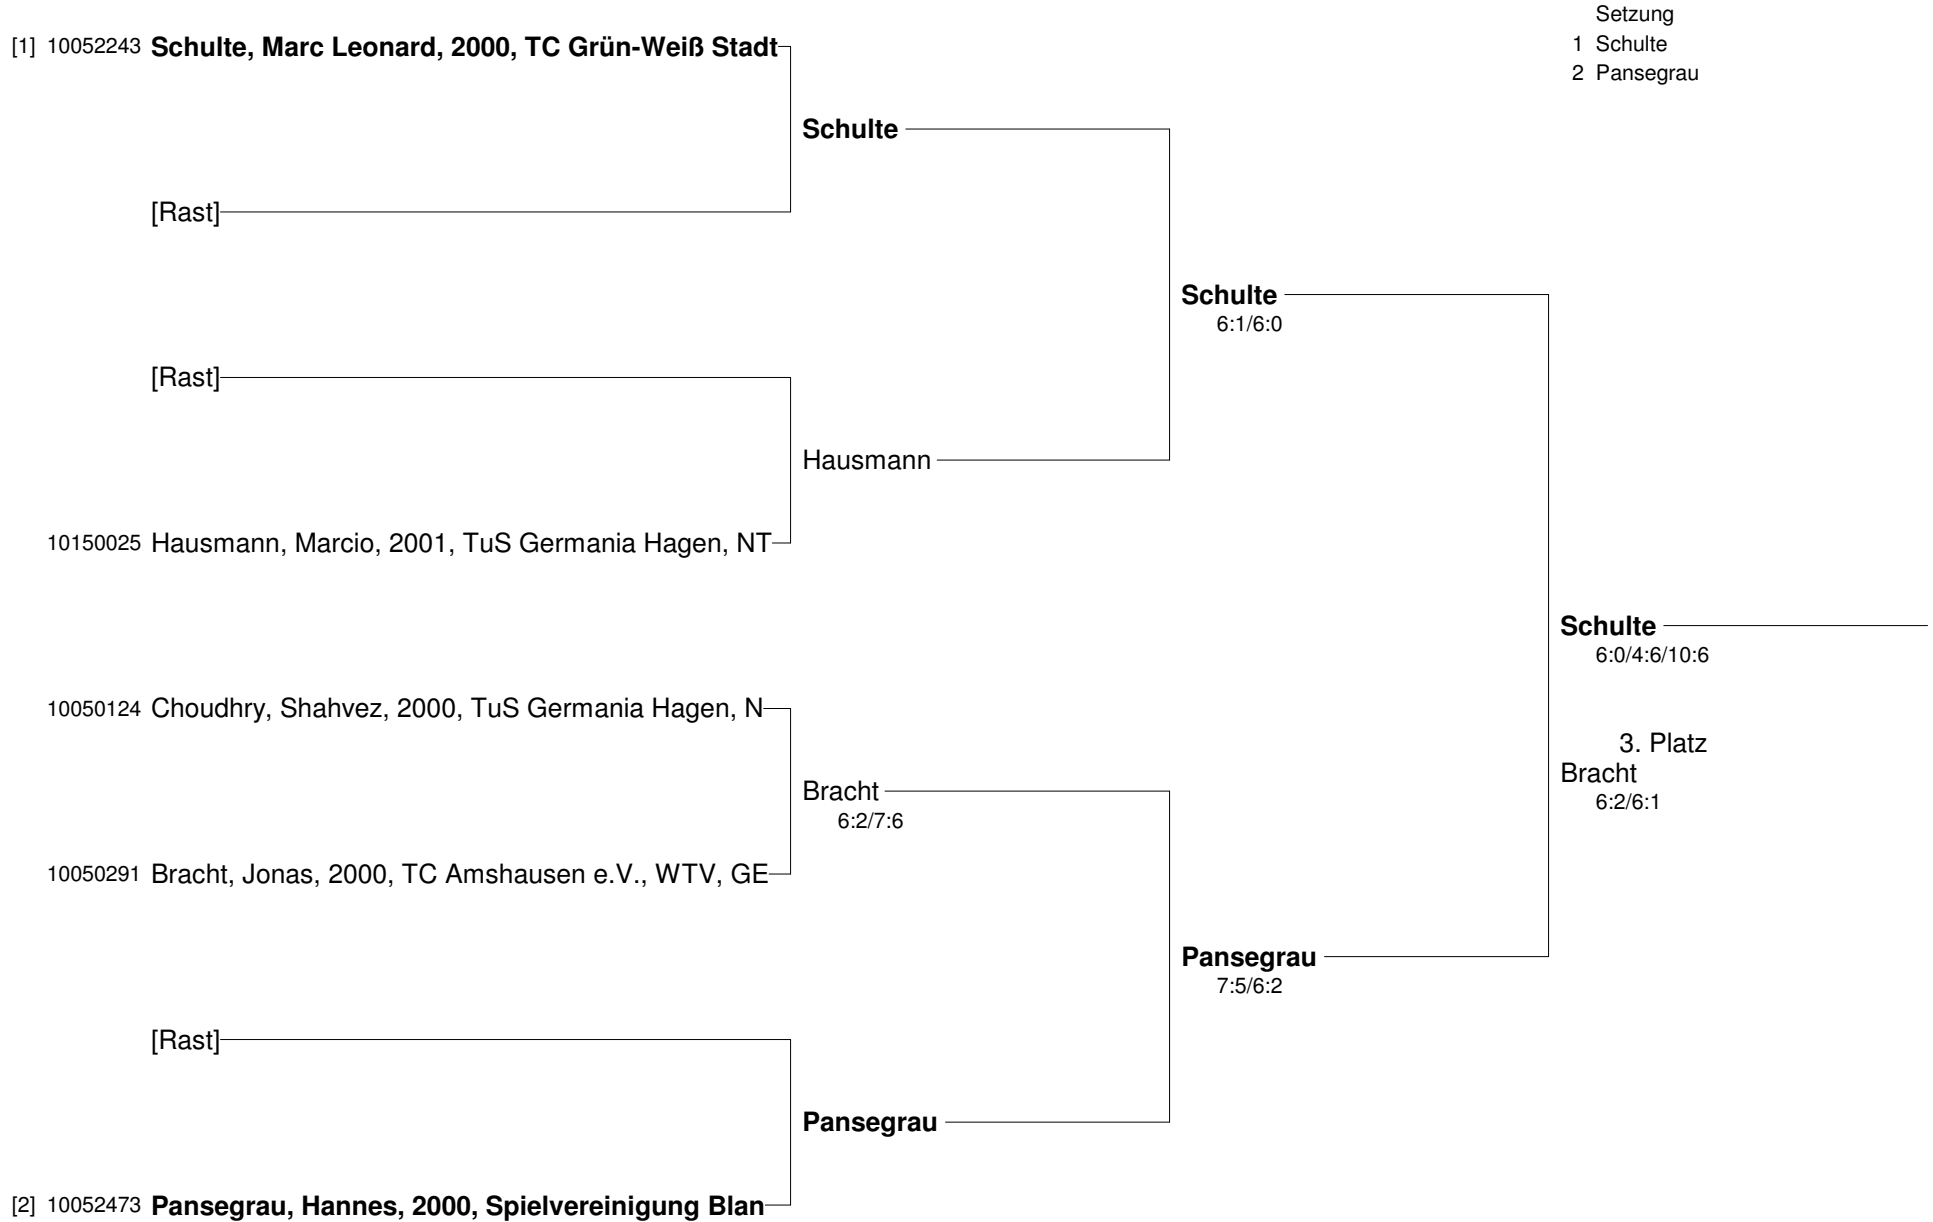 Setzung
1 Schulte
2 Pansegrau
[1] 10052243 Schulte, Marc Leonard, 2000, TC Grün-Weiß Stadt
Schulte
[Rast]
Schulte
6:1/6:0
[Rast]
Hausmann
10150025 Hausmann, Marcio, 2001, TuS Germania Hagen, NT
Schulte
6:0/4:6/10:6
10050124 Choudhry, Shahvez, 2000, TuS Germania Hagen, N
3. Platz
Bracht
6:2/6:1
Bracht
6:2/7:6
10050291 Bracht, Jonas, 2000, TC Amshausen e.V., WTV, GE
Pansegrau
7:5/6:2
[Rast]
Pansegrau
[2] 10052473 Pansegrau, Hannes, 2000, Spielvereinigung Blan